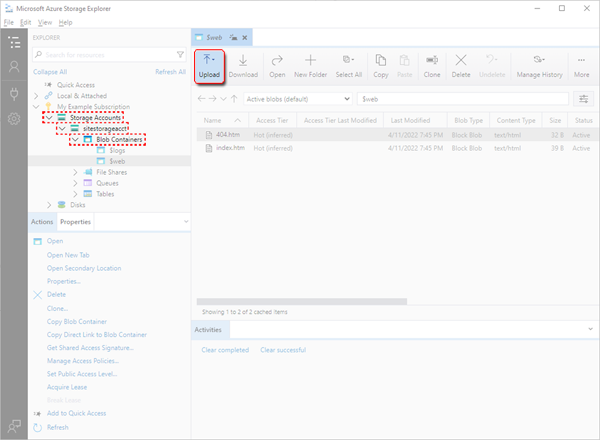 Microsoft Azure Storage Explorer
File Edit View Help
EXPLORER
Search for resources
Collapse All Refresh All
Quick Access
Local & Attached
My Example Subscription
Storage Accounts
sitestorageacct
Blob Containers
$logs
$web
File Shares
Queues
Tables
Disks
Actions Properties
Open
Open New Tab
Open Secondary Location
Properties...
Delete
Clone...
Copy Blob Container
Copy Direct Link to Blob Container
Get Shared Access Signature...
Manage Access Policies...
Set Public Access Level...
Acquire Lease
Break Lease
Add to Quick Access
Refresh
$web
Upload Download Open New Folder Select All Copy Paste Clone Delete Undelete Manage History More
Active blobs (default) $web
Name Access Tier Access Tier Last Modified Last Modified Blob Type Content Type Size Status
404.htm Hot (inferred) 4/11/2022 7:45 PM Block Blob text/html 32 B Active
index.htm Hot (inferred) 4/11/2022 7:45 PM Block Blob text/html 39 B Active
Showing 1 to 2 of 2 cached items
Activities
Clear completed Clear successful